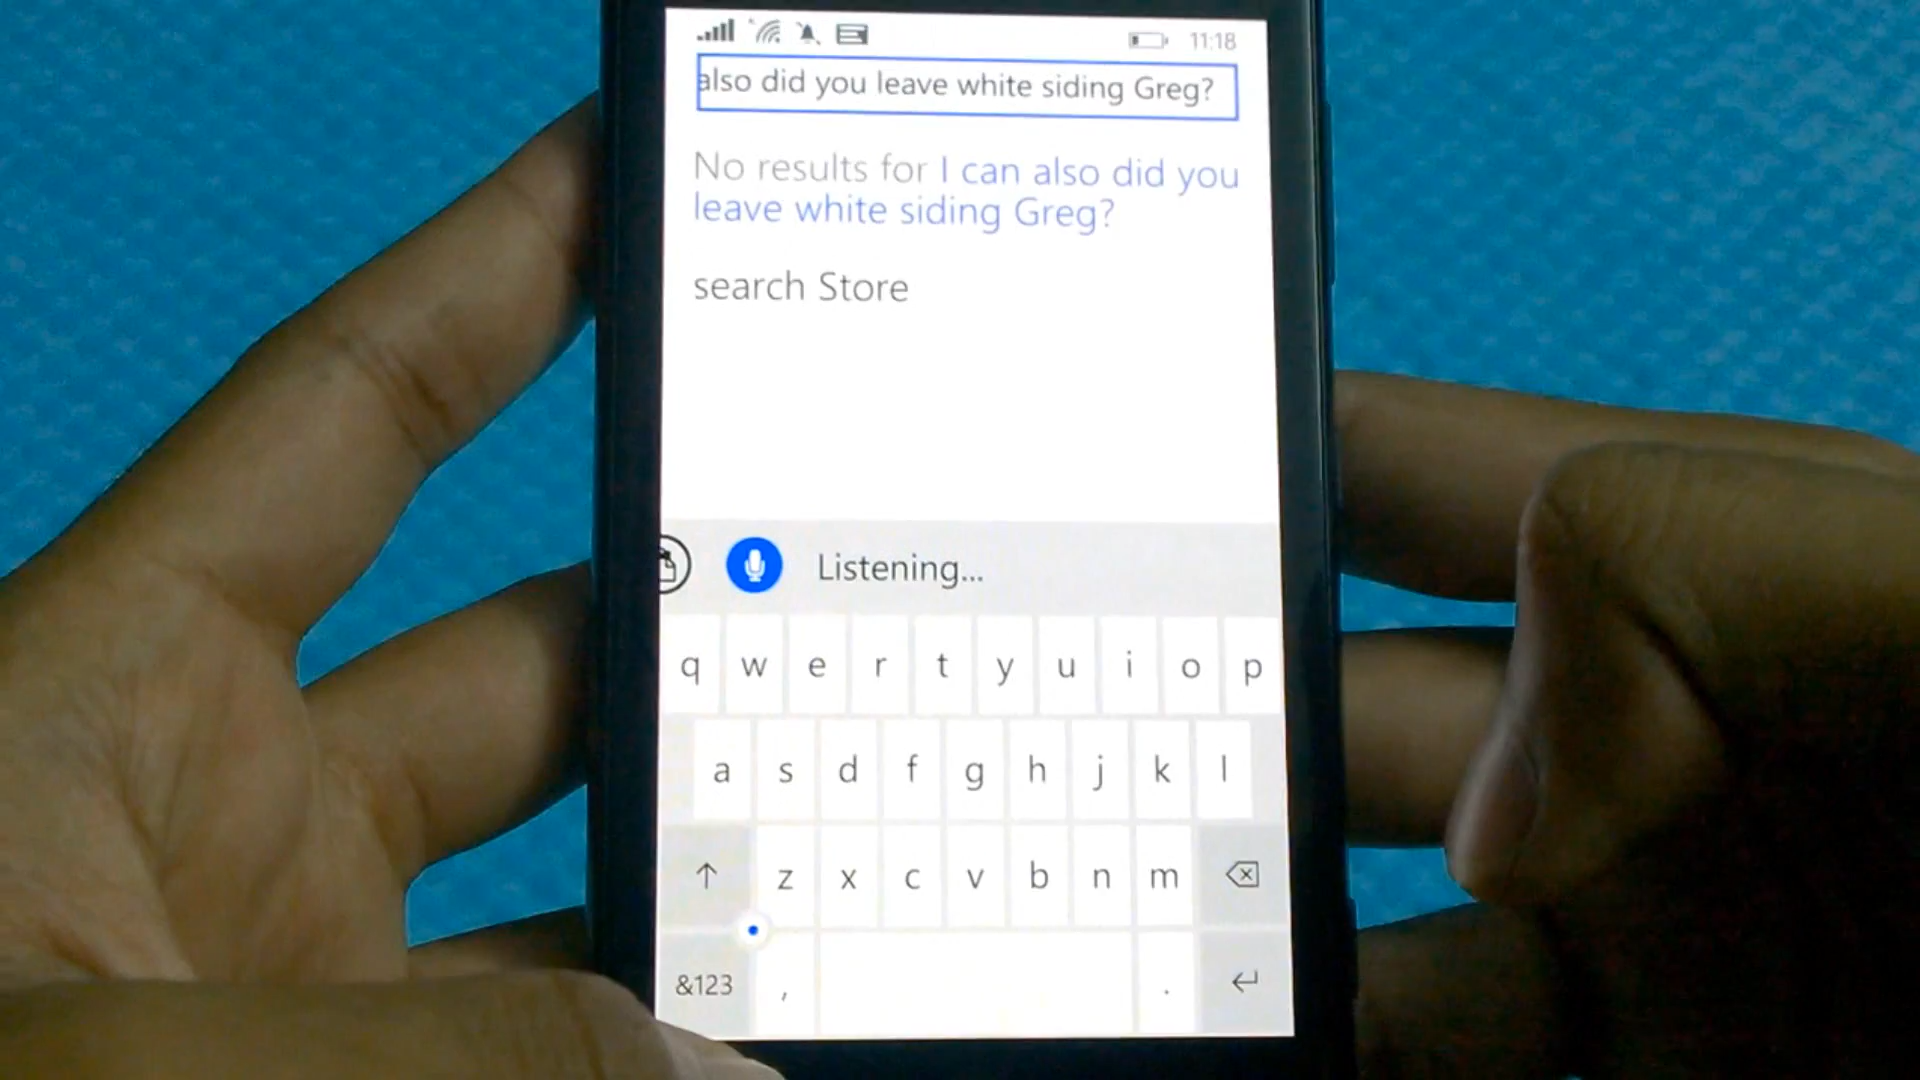 11:18
also did you leave white siding Greg?
No results for I can also did you
leave white siding Greg?
search Store
Listening...
q w e r t y u i o p
a s d f g h j k l
z x c v b n m
&123 , .